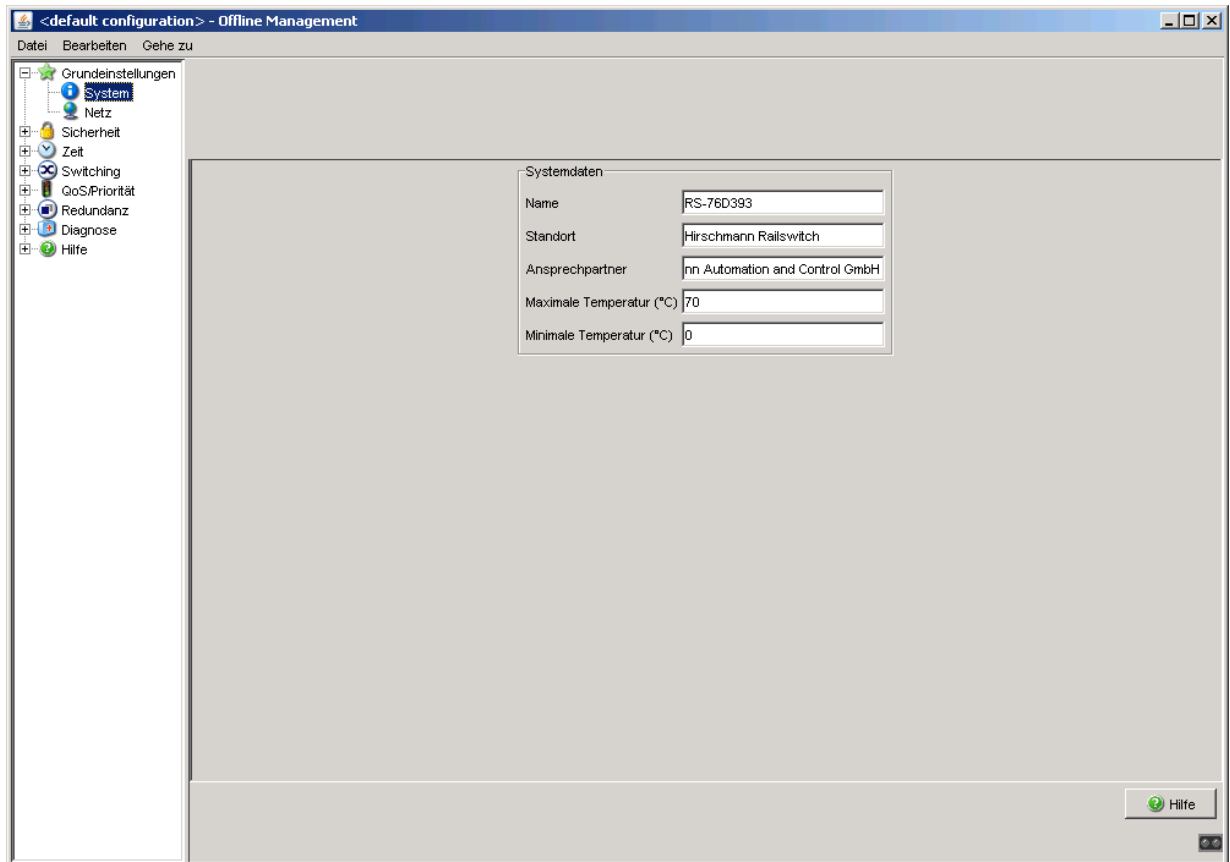 <default configuration> - Offline Management
Datei Bearbeiten Gehe zu
Grundeinstellungen
System
Netz
Sicherheit
Zeit
Switching
QoS/Priorität
Redundanz
Diagnose
Hilfe
Systemdaten
Name RS-76D393
Standort Hirschmann Railswitch
Ansprechpartner nn Automation and Control GmbH
Maximale Temperatur (°C) 70
Minimale Temperatur (°C) 0
Hilfe